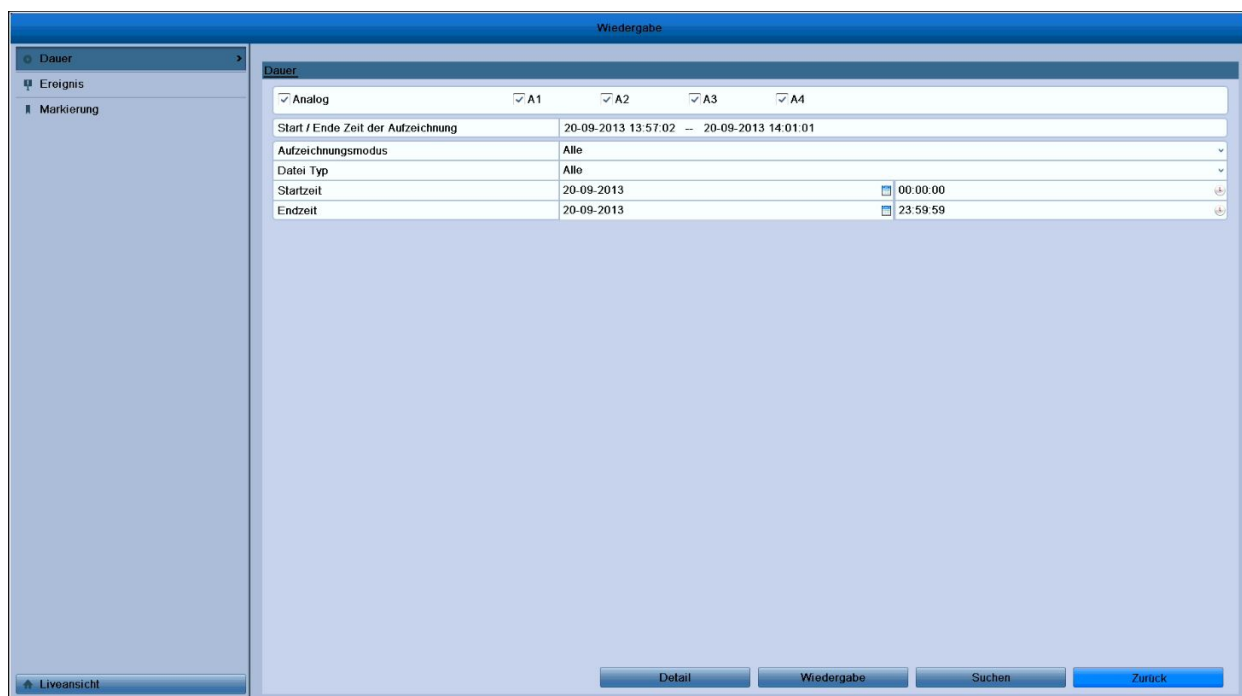 Wiedergabe
Dauer
Ereignis
Markierung
Dauer
Analog A1 A2 A3 A4
Start / Ende Zeit der Aufzeichnung 20-09-2013 13:57:02 -- 20-09-2013 14:01:01
Aufzeichnungsmodus Alle
Datei Typ Alle
Startzeit 20-09-2013 00:00:00
Endzeit 20-09-2013 23:59:59
Liveansicht
Detail Wiedergabe Suchen Zurück